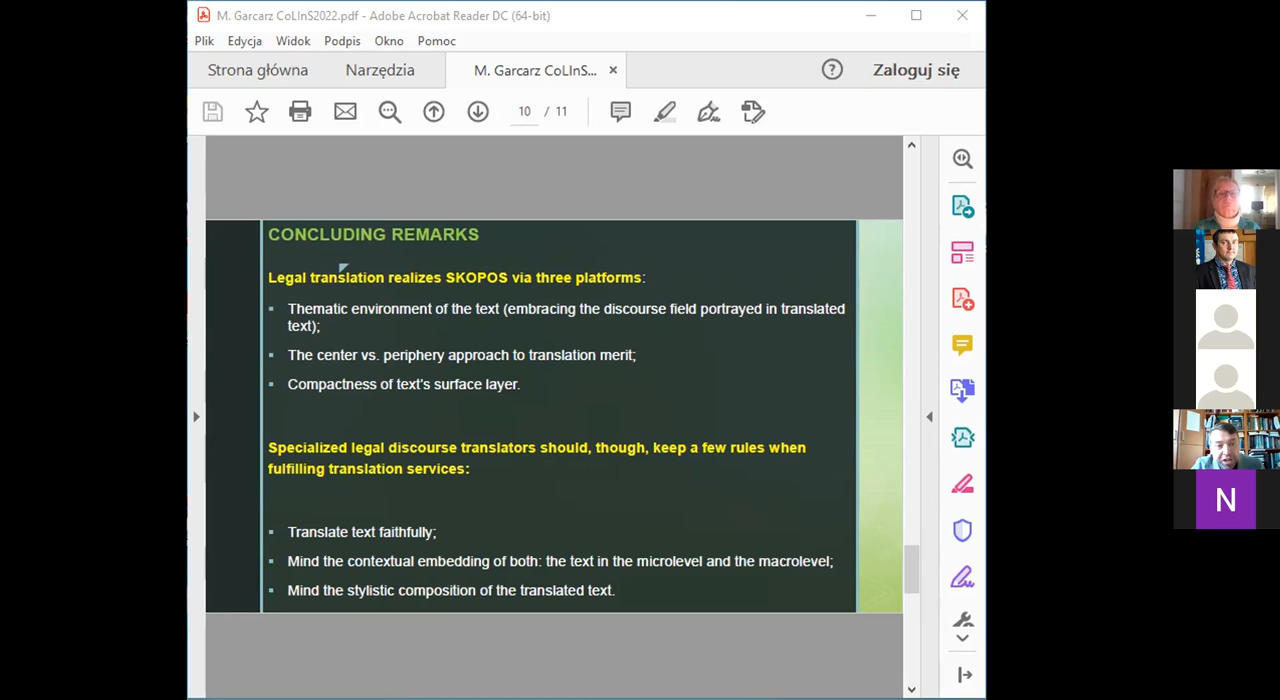 M. Garcarz CoLInS2022.pdf - Adobe Acrobat Reader DC (64-bit)
Plik Edycja Widok Podpis Okno Pomoc
Strona główna Narzędzia M. Garcarz CoLInS... Zaloguj się
10 / 11
CONCLUDING REMARKS
Legal translation realizes SKOPOS via three platforms:
Thematic environment of the text (embracing the discourse field portrayed in translated
text);
The center vs. periphery approach to translation merit;
Compactness of text's surface layer.
Specialized legal discourse translators should, though, keep a few rules when
fulfilling translation services:
Translate text faithfully;
Mind the contextual embedding of both: the text in the microlevel and the macrolevel;
Mind the stylistic composition of the translated text.
N